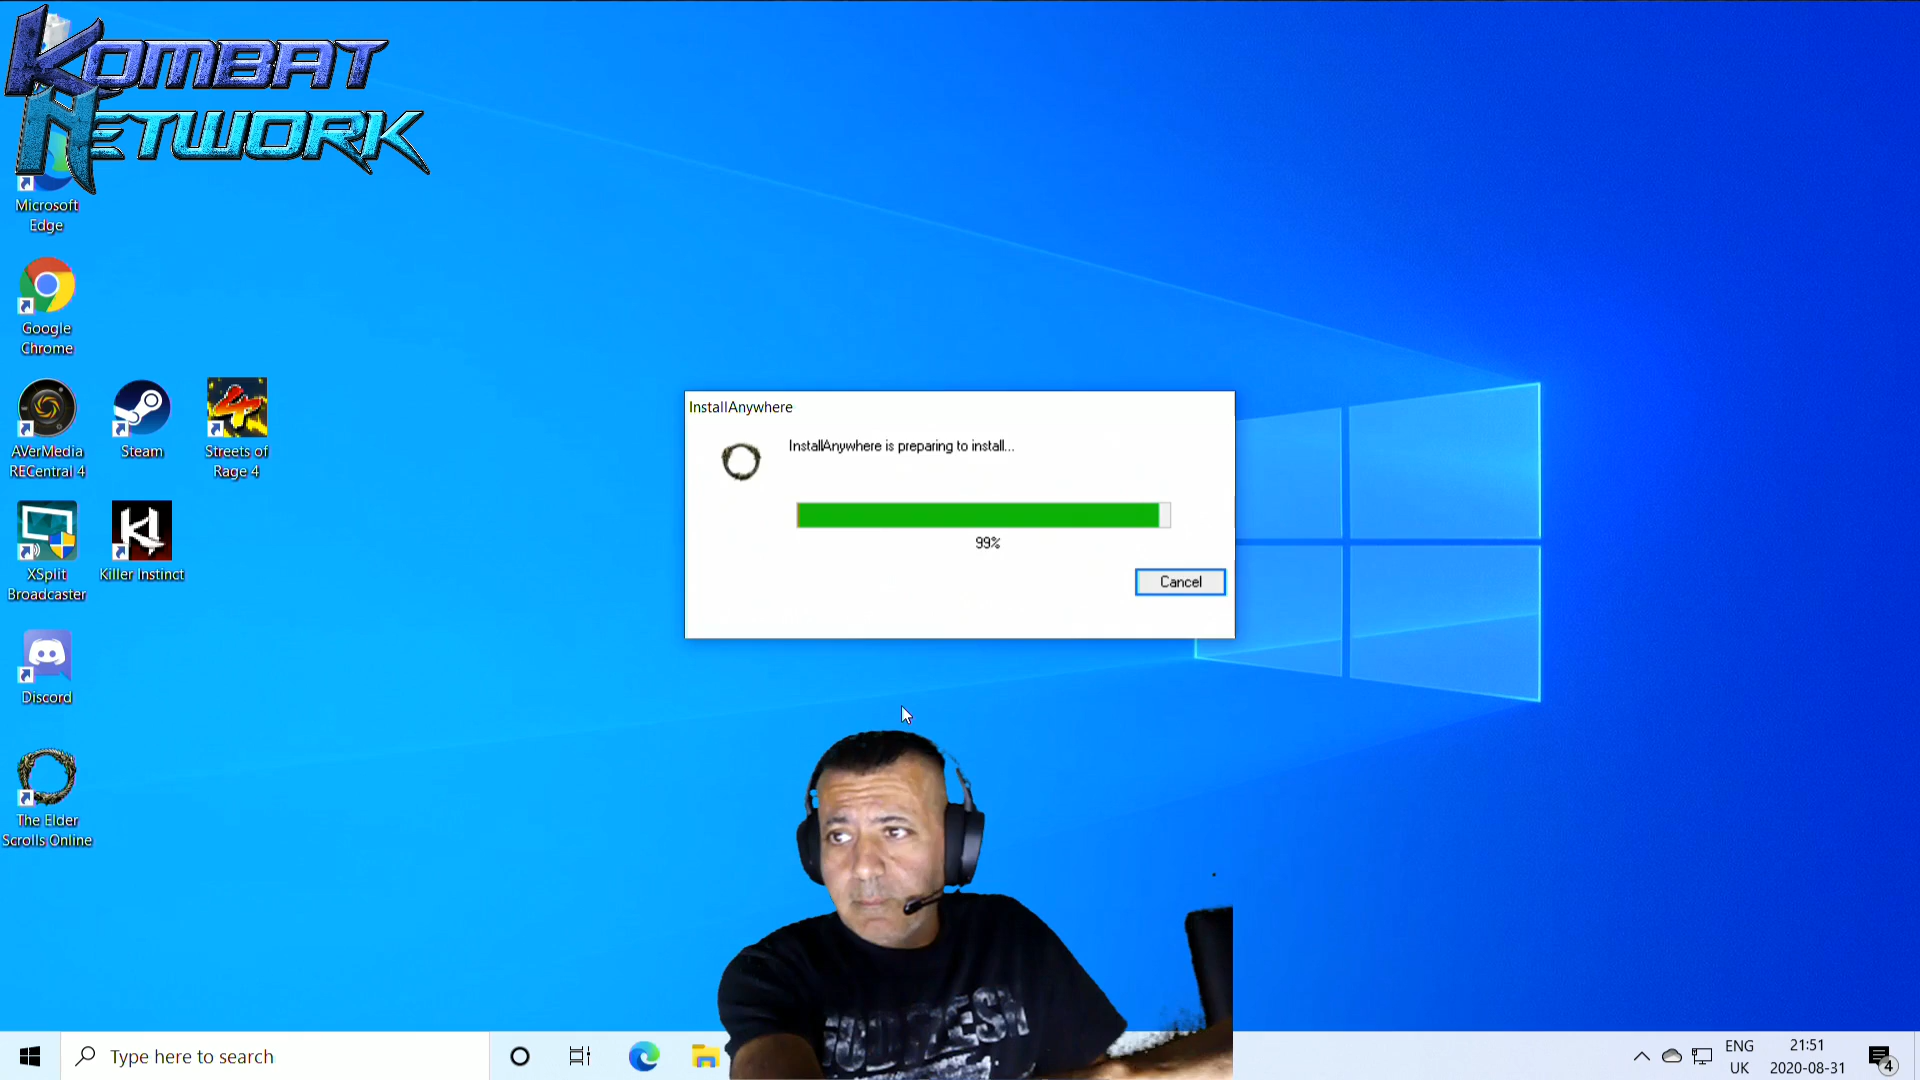 KOMBAT
NETWORK
Microsoft
Edge
Google
Chrome
AVerMedia
RECentral 4
Steam
Streets of
Rage 4
XSplit
Broadcaster
Killer Instinct
Discord
The Elder
Scrolls Online
InstallAnywhere
InstallAnywhere is preparing to install...
99%
Cancel
Type here to search
ENG
UK
21:51
2020-08-31
4